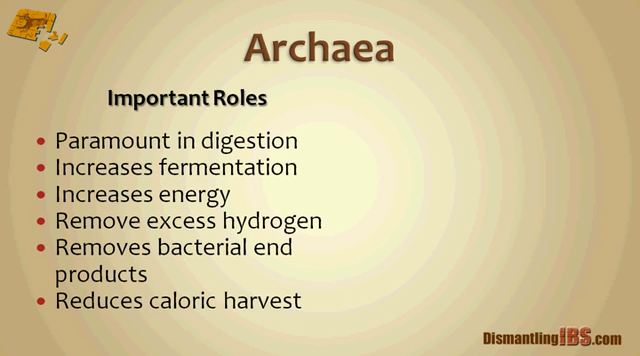 Archaea
Important Roles
• Paramount in digestion
• Increases fermentation
• Increases energy
• Remove excess hydrogen
• Removes bacterial end
products
• Reduces caloric harvest
DismantlingIBS.com